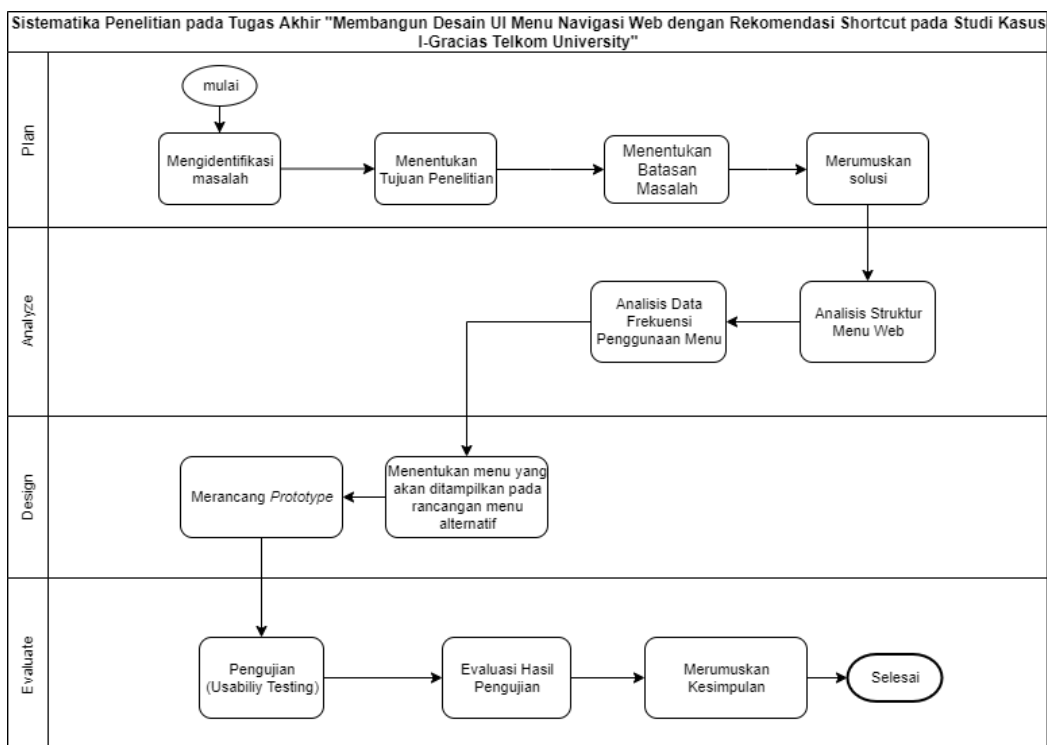 Sistematika Penelitian pada Tugas Akhir "Membangun Desain UI Menu Navigasi Web dengan Rekomendasi Shortcut pada Studi Kasus
I-Gracias Telkom University"
Plan
mulai
Mengidentifikasi
masalah
Menentukan
Tujuan Penelitian
Menentukan
Batasan
Masalah
Merumuskan
solusi
Analyze
Analisis Struktur
Menu Web
Analisis Data
Frekuensi
Penggunaan Menu
Design
Menentukan menu yang
akan ditampilkan pada
rancangan menu
alternatif
Merancang Prototype
Evaluate
Pengujian
(Usabiliy Testing)
Evaluasi Hasil
Pengujian
Merumuskan
Kesimpulan
Selesai